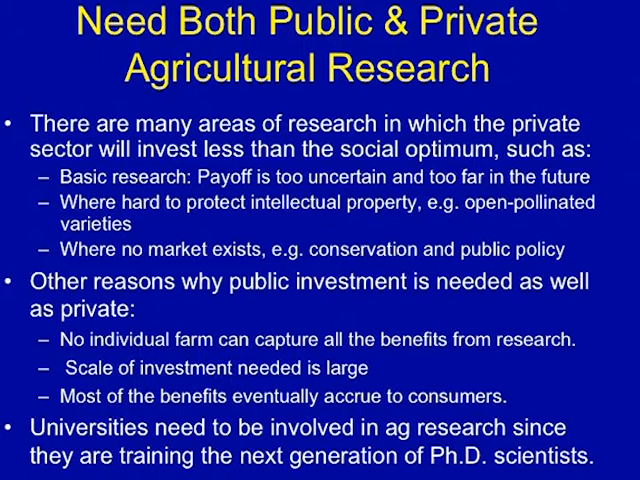 Need Both Public & Private
Agricultural Research
• There are many areas of research in which the private
sector will invest less than the social optimum, such as:
– Basic research: Payoff is too uncertain and too far in the future
– Where hard to protect intellectual property, e.g. open-pollinated
varieties
– Where no market exists, e.g. conservation and public policy
• Other reasons why public investment is needed as well
as private:
– No individual farm can capture all the benefits from research.
– Scale of investment needed is large
– Most of the benefits eventually accrue to consumers.
• Universities need to be involved in ag research since
they are training the next generation of Ph.D. scientists.